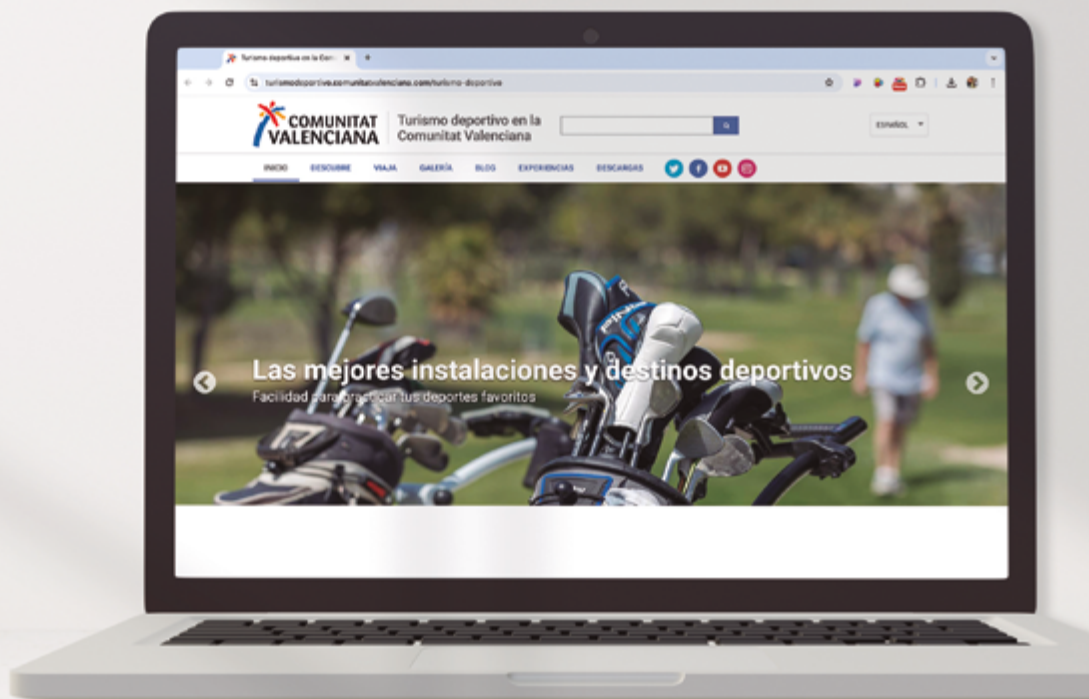 Turismo deportivo en la Com
turismodeportivo.comunitatvalenciana.com/turismo-deportivo
COMUNITAT
VALENCIANA
Turismo deportivo en la
Comunitat Valenciana
ESPAÑOL
INICIO DESCUBRE VIAJA GALERÍA BLOG EXPERIENCIAS DESCARGAS
PING
Las mejores instalaciones y destinos deportivos
Facilidad para practicar tus deportes favoritos